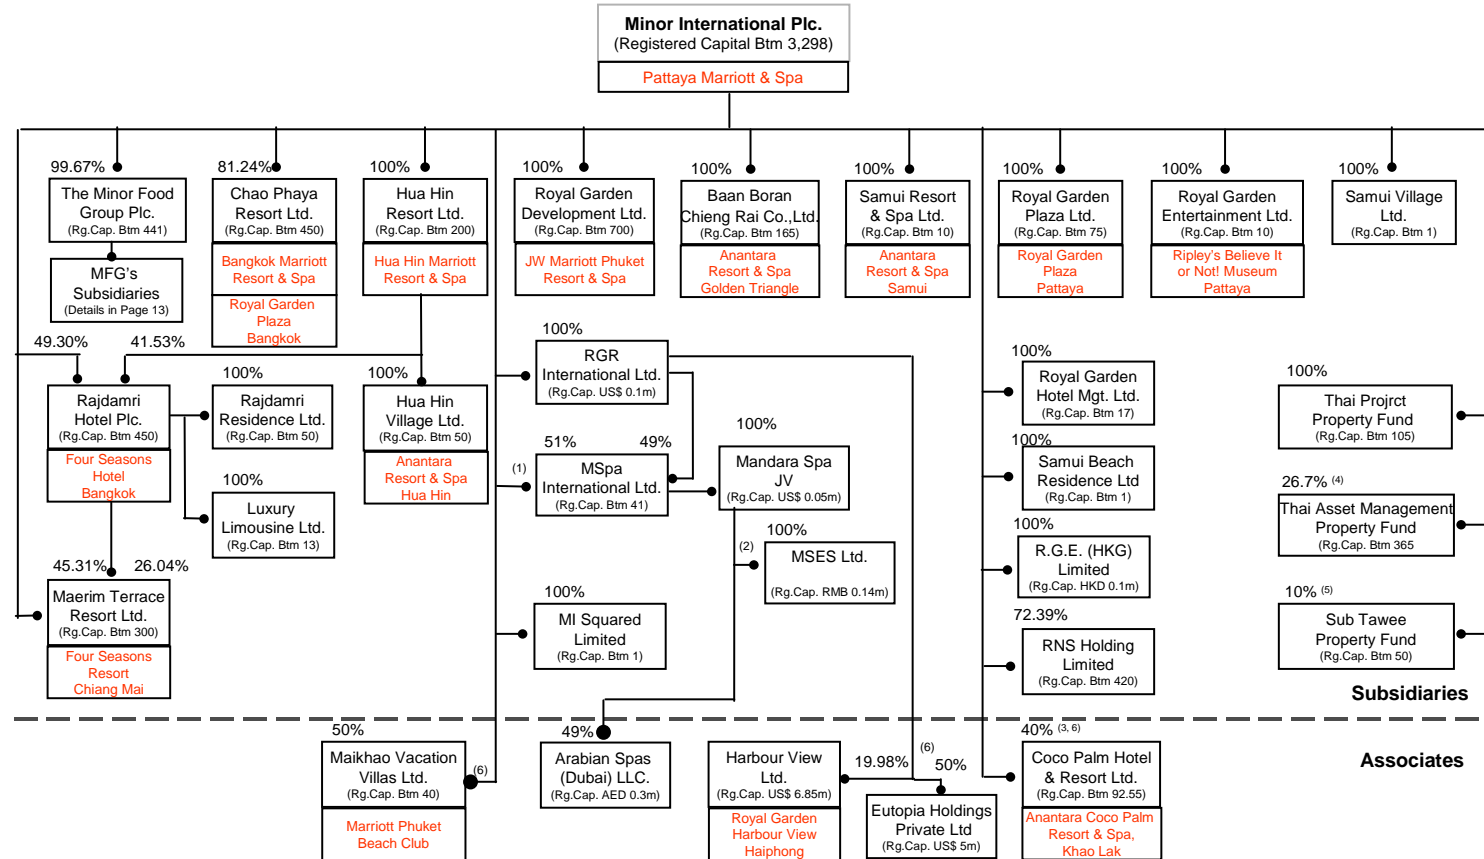 Minor International Plc.
(Registered Capital Btm 3,298)
Pattaya Marriott & Spa
99.67%
The Minor Food
Group Plc.
(Rg.Cap. Btm 441)
MFG's
Subsidiaries
(Details in Page 13)
81.24%
Chao Phaya
Resort Ltd.
(Rg.Cap. Btm 450)
Bangkok Marriott
Resort & Spa
Royal Garden
Plaza
Bangkok
100%
Hua Hin
Resort Ltd.
(Rg.Cap. Btm 200)
Hua Hin Marriott
Resort & Spa
100%
Royal Garden
Development Ltd.
(Rg.Cap. Btm 700)
JW Marriott Phuket
Resort & Spa
100%
Baan Boran
Chieng Rai Co.,Ltd.
(Rg.Cap. Btm 165)
Anantara
Resort & Spa
Golden Triangle
100%
Samui Resort
& Spa Ltd.
(Rg.Cap. Btm 10)
Anantara
Resort & Spa
Samui
100%
Royal Garden
Plaza Ltd.
(Rg.Cap. Btm 75)
Royal Garden
Plaza
Pattaya
100%
Royal Garden
Entertainment Ltd.
(Rg.Cap. Btm 10)
Ripley's Believe It
or Not! Museum
Pattaya
100%
Samui Village
Ltd.
(Rg.Cap. Btm 1)
49.30%
41.53%
Rajdamri
Hotel Plc.
(Rg.Cap. Btm 450)
Four Seasons
Hotel
Bangkok
100%
Rajdamri
Residence Ltd.
(Rg.Cap. Btm 50)
100%
Luxury
Limousine Ltd.
(Rg.Cap. Btm 13)
100%
Hua Hin
Village Ltd.
(Rg.Cap. Btm 50)
Anantara
Resort & Spa
Hua Hin
45.31%
26.04%
Maerim Terrace
Resort Ltd.
(Rg.Cap. Btm 300)
Four Seasons
Resort
Chiang Mai
100%
RGR
International Ltd.
(Rg.Cap. US$ 0.1m)
(1)
51%
49%
MSpa
International Ltd.
(Rg.Cap. Btm 41)
100%
Mandara Spa
JV
(Rg.Cap. US$ 0.05m)
(2)
100%
MSES Ltd.
(Rg.Cap. RMB 0.14m)
100%
MI Squared
Limited
(Rg.Cap. Btm 1)
100%
Royal Garden
Hotel Mgt. Ltd.
(Rg.Cap. Btm 17)
100%
Samui Beach
Residence Ltd
(Rg.Cap. Btm 1)
100%
R.G.E. (HKG)
Limited
(Rg.Cap. HKD 0.1m)
72.39%
RNS Holding
Limited
(Rg.Cap. Btm 420)
100%
Thai Projrct
Property Fund
(Rg.Cap. Btm 105)
26.7% (4)
Thai Asset Management
Property Fund
(Rg.Cap. Btm 365
10% (5)
Sub Tawee
Property Fund
(Rg.Cap. Btm 50)
Subsidiaries
Associates
50%
Maikhao Vacation
Villas Ltd.
(Rg.Cap. Btm 40)
(6)
Marriott Phuket
Beach Club
49%
Arabian Spas
(Dubai) LLC.
(Rg.Cap. AED 0.3m)
Harbour View
Ltd.
(Rg.Cap. US$ 6.85m)
Royal Garden
Harbour View
Haiphong
19.98%
(6)
50%
Eutopia Holdings
Private Ltd
(Rg.Cap. US$ 5m)
40% (3, 6)
Coco Palm Hotel
& Resort Ltd.
(Rg.Cap. Btm 92.55)
Anantara Coco Palm
Resort & Spa,
Khao Lak